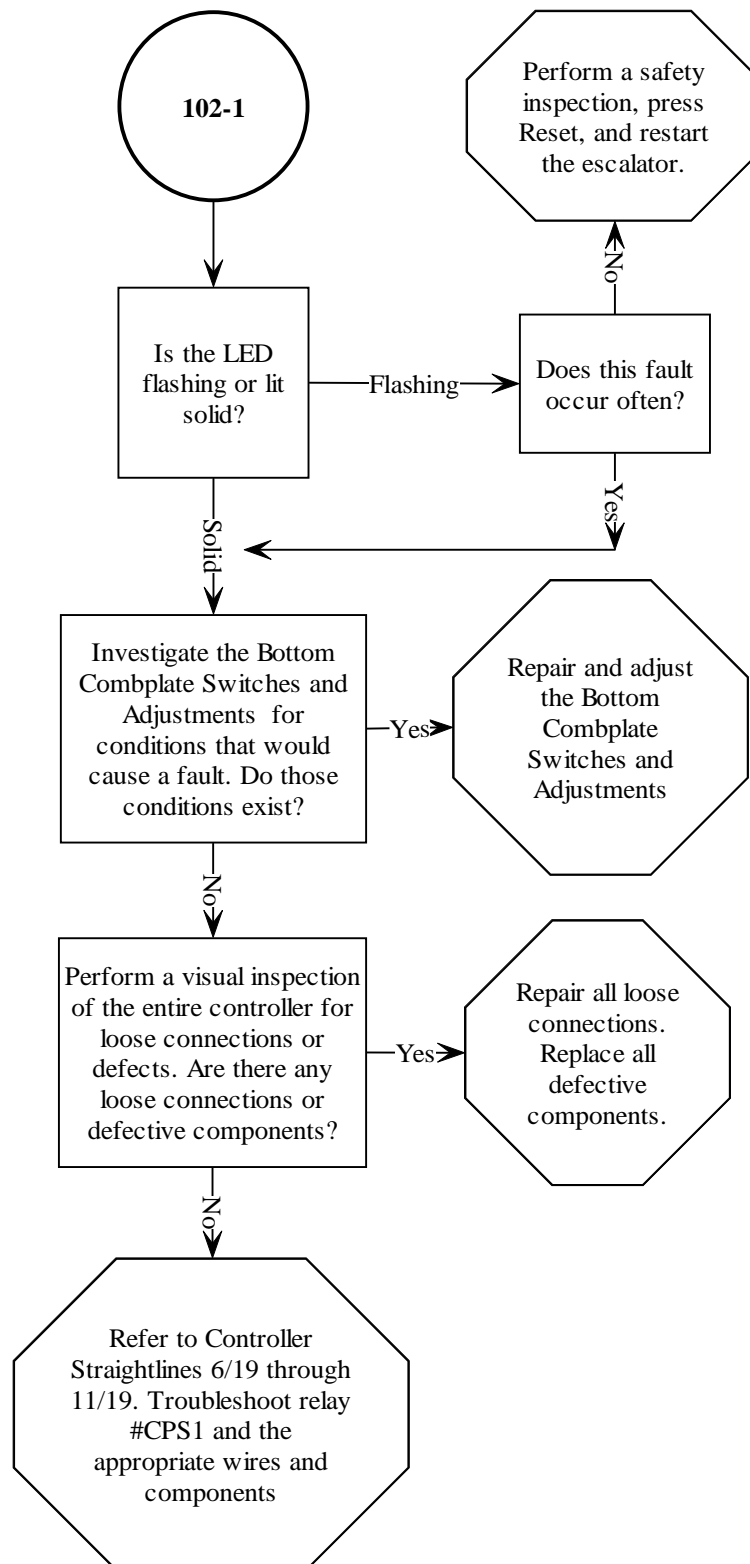 102-1
Perform a safety
inspection, press
Reset, and restart
the escalator.
No
Is the LED
flashing or lit
solid?
Flashing
Does this fault
occur often?
Solid
Yes
Investigate the Bottom
Combplate Switches and
Adjustments for
conditions that would
cause a fault. Do those
conditions exist?
Yes
Repair and adjust
the Bottom
Combplate
Switches and
Adjustments
No
Perform a visual inspection
of the entire controller for
loose connections or
defects. Are there any
loose connections or
defective components?
Yes
Repair all loose
connections.
Replace all
defective
components.
No
Refer to Controller
Straightlines 6/19 through
11/19. Troubleshoot relay
#CPS1 and the
appropriate wires and
components